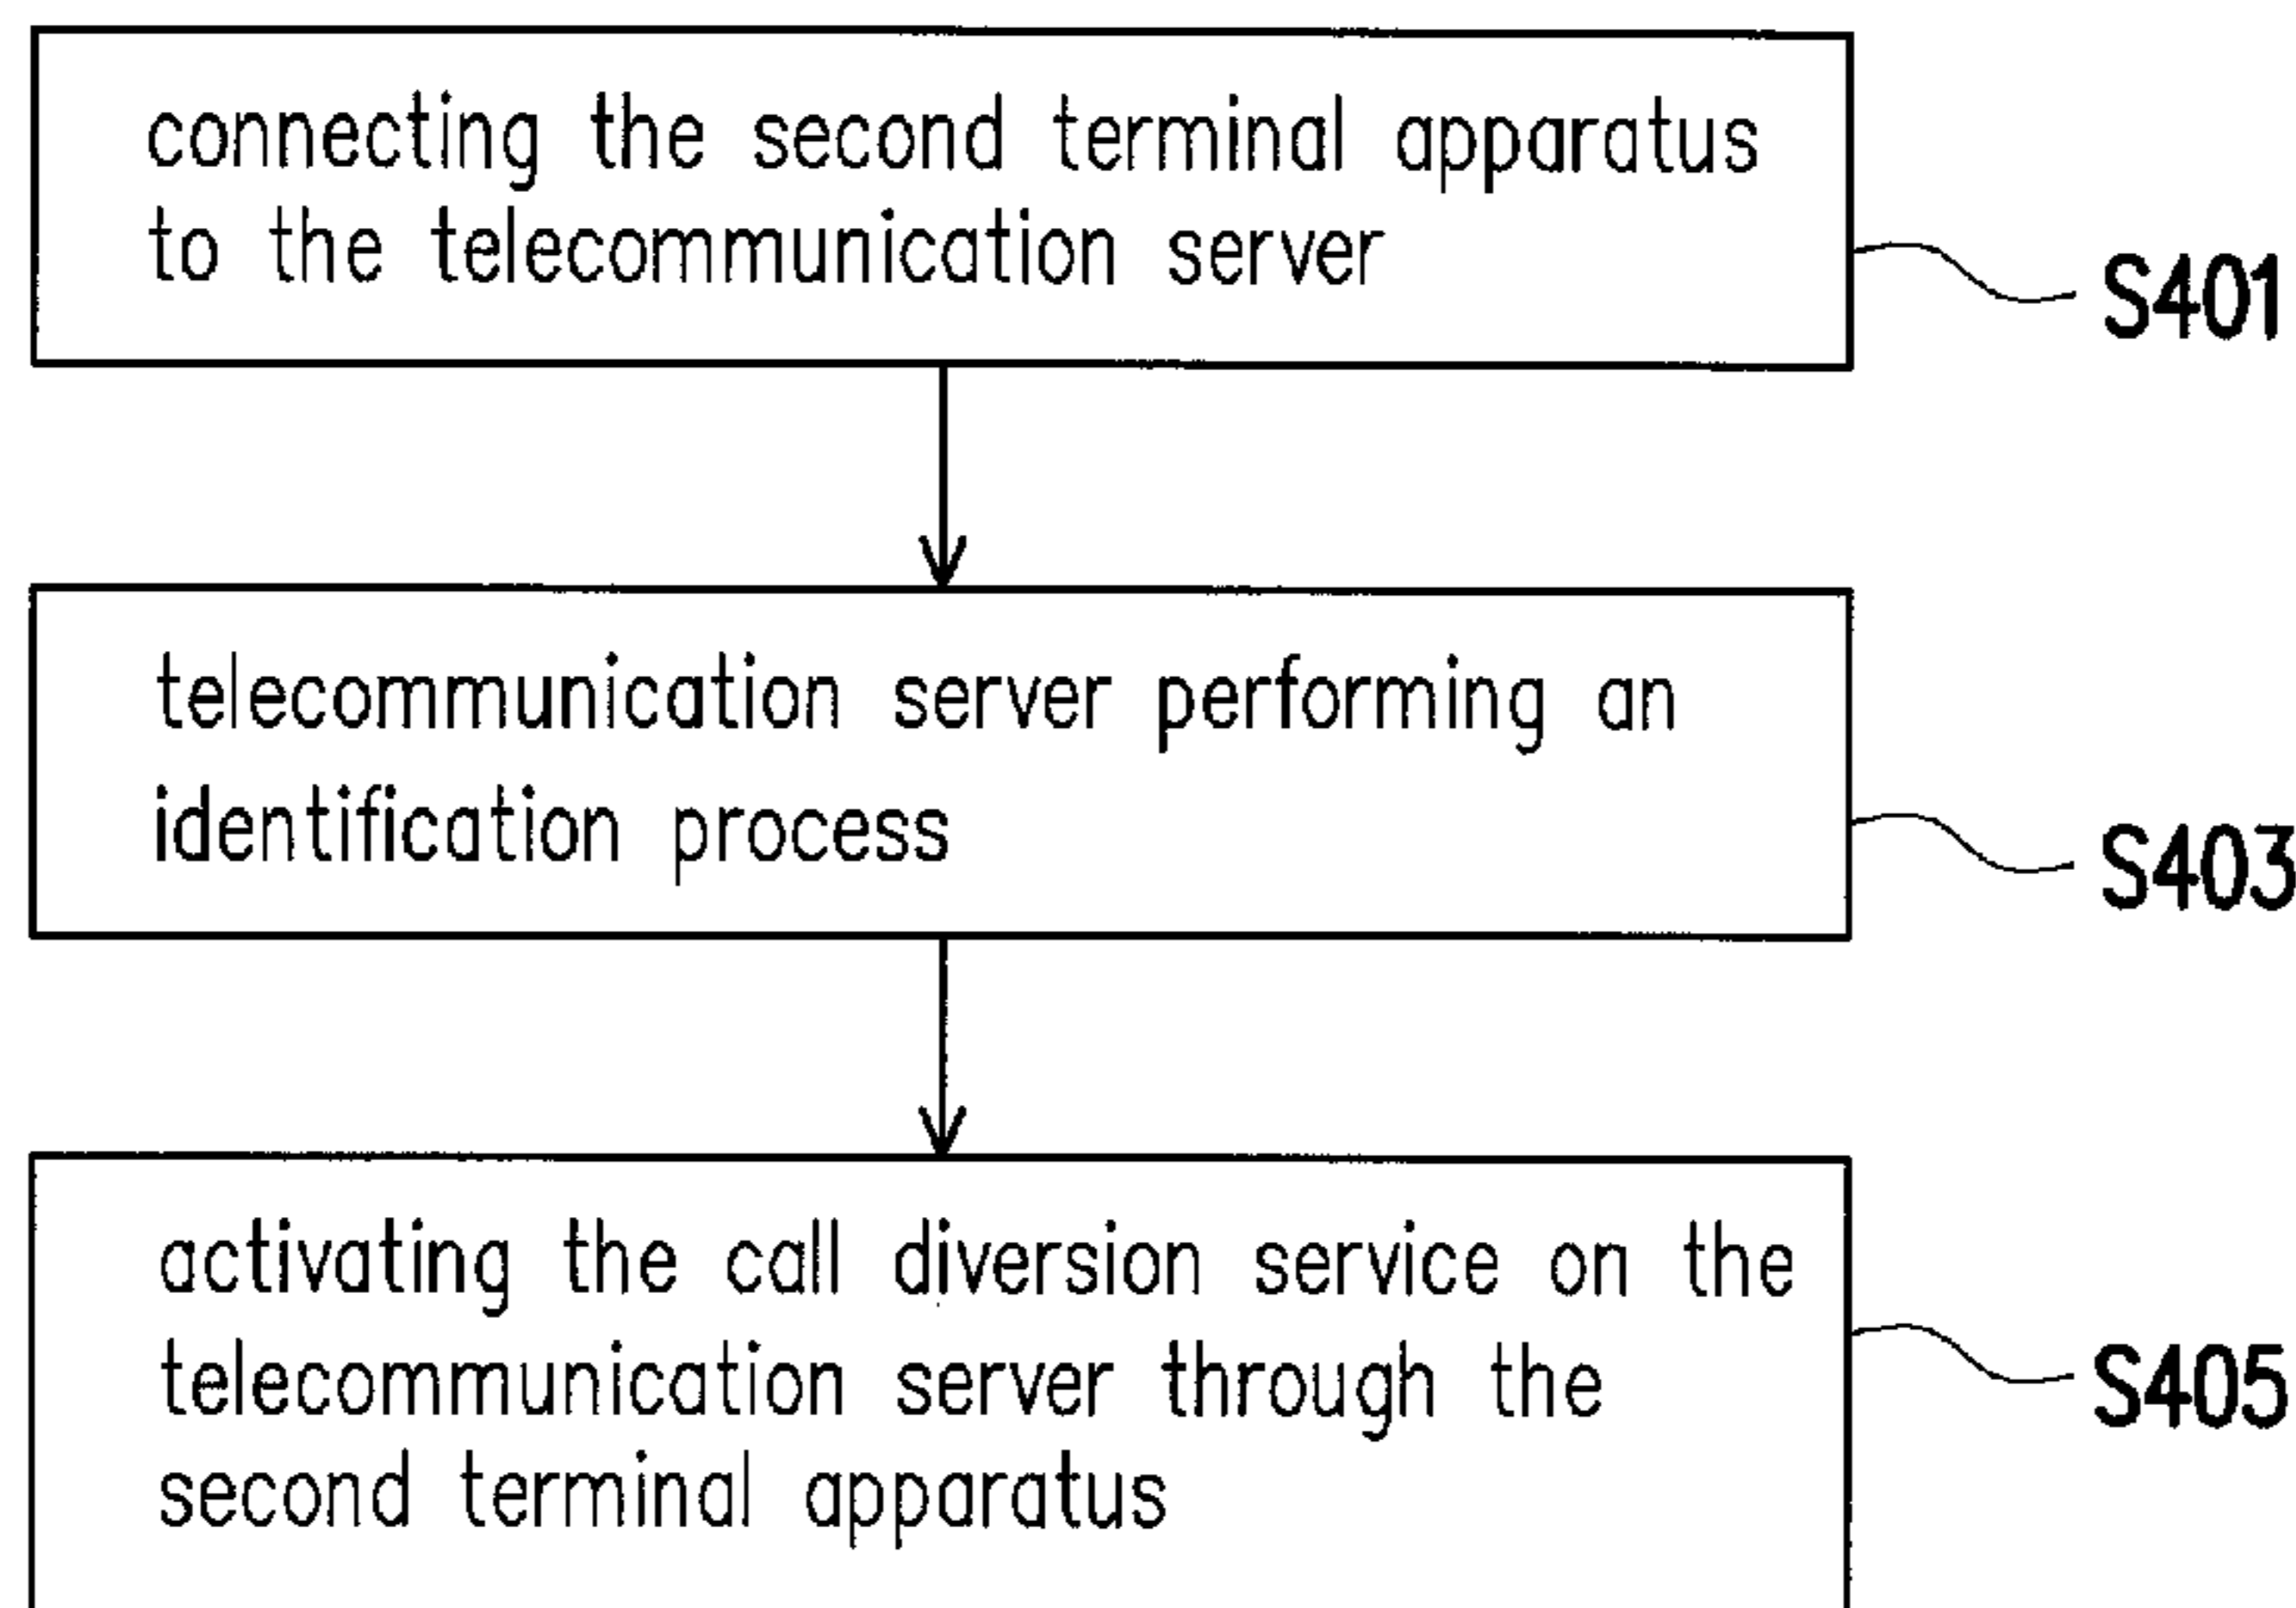 connecting the second terminal apparatus
to the telecommunication server
S401
telecommunication server performing an
identification process
S403
activating the call diversion service on the
telecommunication server through the
second terminal apparatus
S405